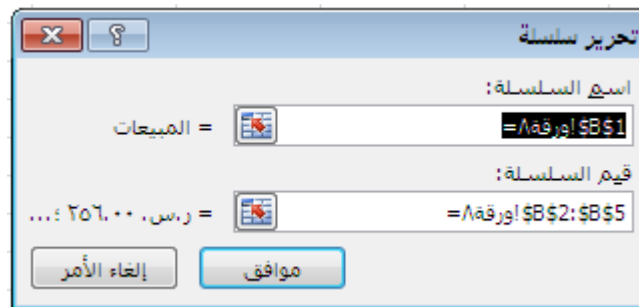 تحرير سلسلة
اسم السلسلة:
=ورقة٨!$B$1 = المبيعات
قيم السلسلة:
=ورقة٨!$B$2:$B$5 = ر.س. ٢٥٦.٠٠ ؛...
موافق إلغاء الأمر